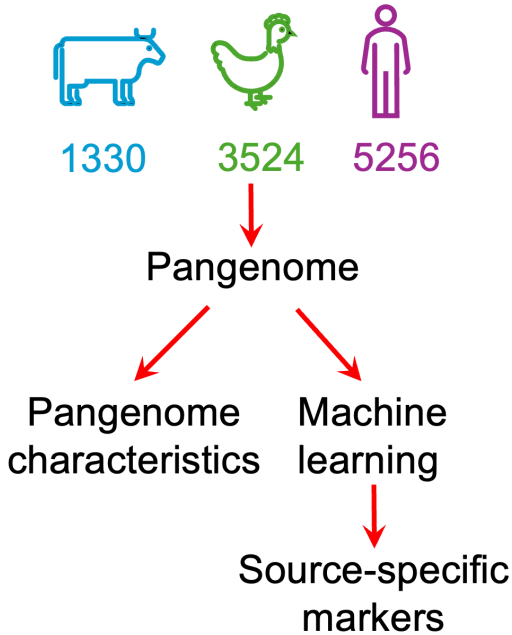 1330 3524 5256
Pangenome
Pangenome
characteristics
Machine
learning
Source-specific
markers